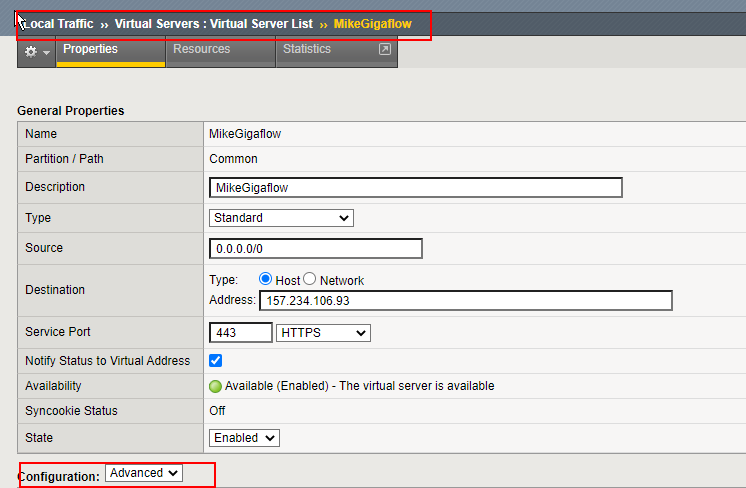 Local Traffic ›› Virtual Servers : Virtual Server List ›› MikeGigaflow
Properties Resources Statistics
General Properties
Name MikeGigaflow
Partition / Path Common
Description MikeGigaflow
Type Standard
Source 0.0.0.0/0
Destination Type: Host Network
Address: 157.234.106.93
Service Port 443 HTTPS
Notify Status to Virtual Address
Availability Available (Enabled) - The virtual server is available
Syncookie Status Off
State Enabled
Configuration: Advanced